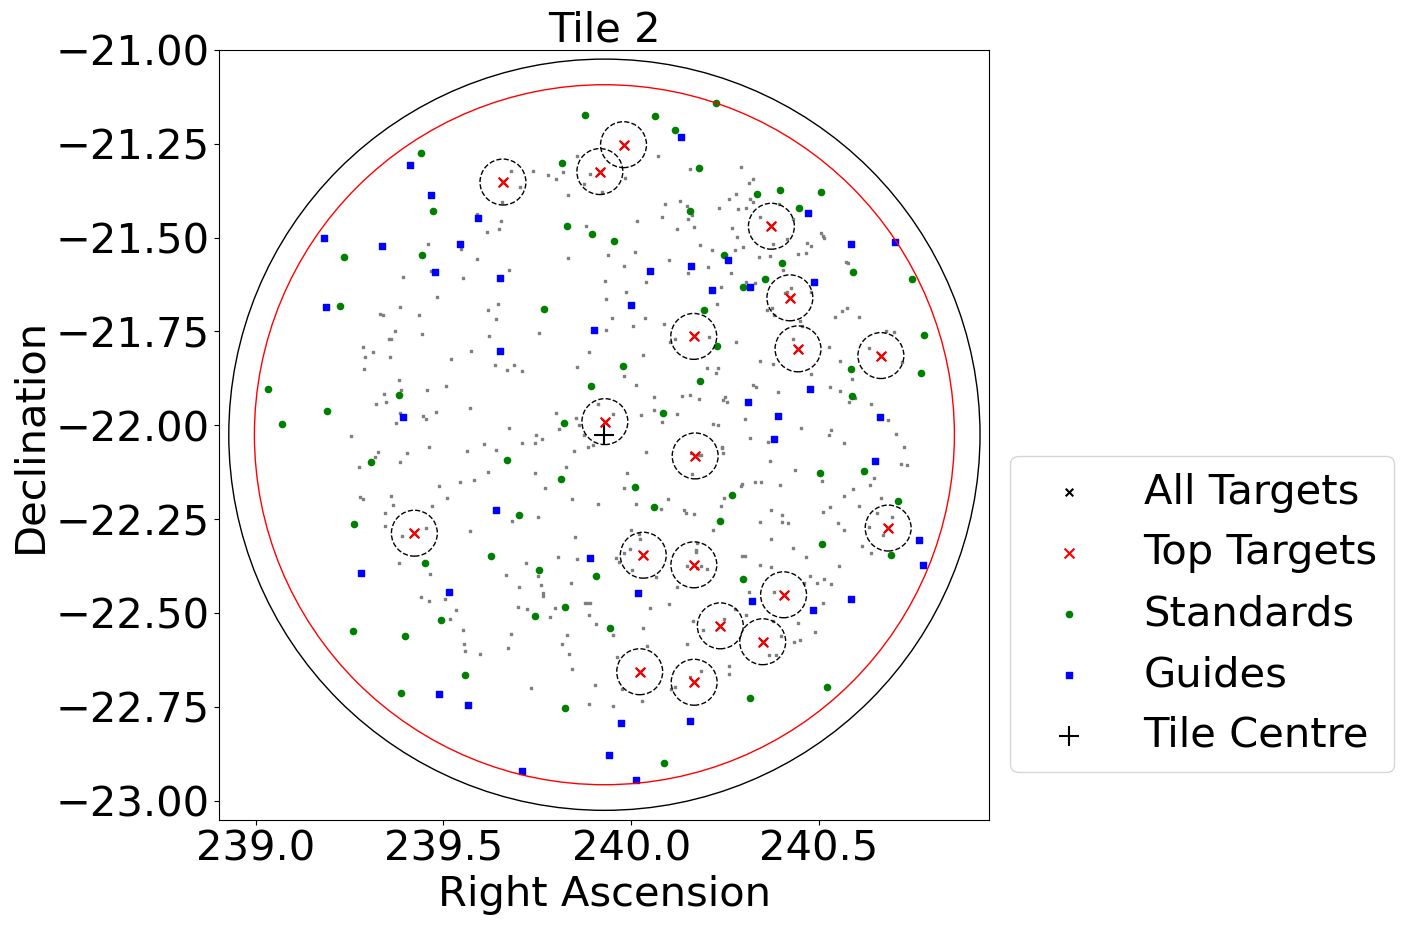 Tile 2
−21.00
−21.25
−21.50
−21.75
−22.00
−22.25
−22.50
−22.75
−23.00
Declination
239.0 239.5 240.0 240.5
Right Ascension
All Targets
Top Targets
Standards
Guides
Tile Centre